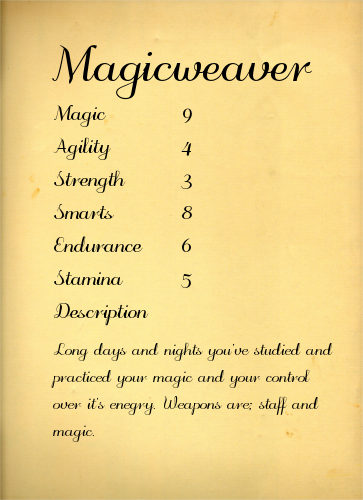 Magicweaver
Magic 9
Agility 4
Strength 3
Smarts 8
Endurance 6
Stamina 5
Description
Long days and nights you've studied and
practiced your magic and your control
over it's enegry. Weapons are; staff and
magic.